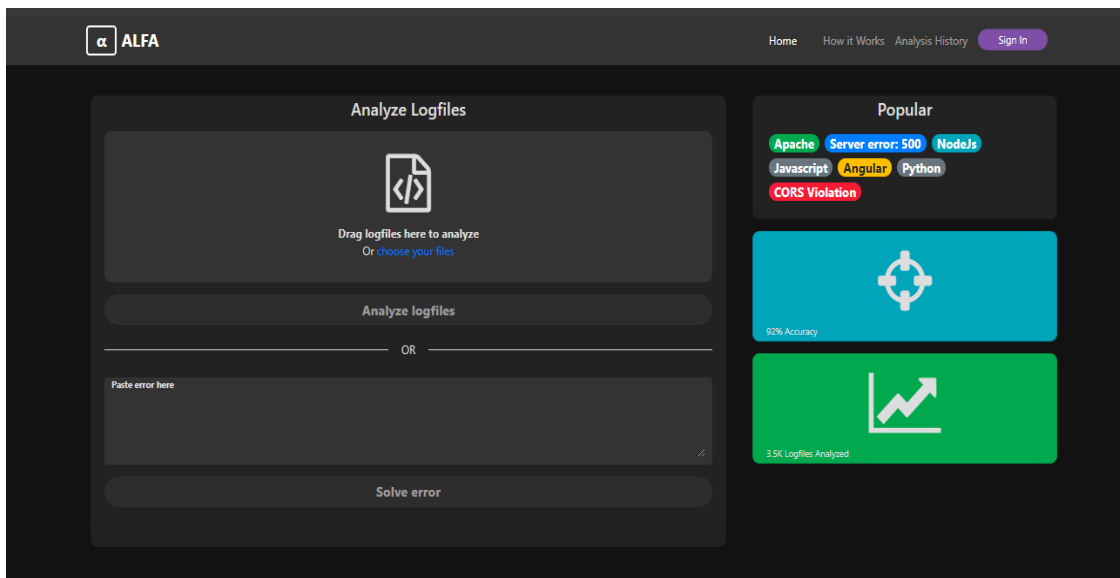 α ALFA
Home How it Works Analysis History Sign In
Analyze Logfiles
Drag logfiles here to analyze
Or choose your files
Analyze logfiles
OR
Paste error here
Solve error
Popular
Apache Server error: 500 NodeJs
Javascript Angular Python
CORS Violation
92% Accuracy
3.5K Logfiles Analyzed